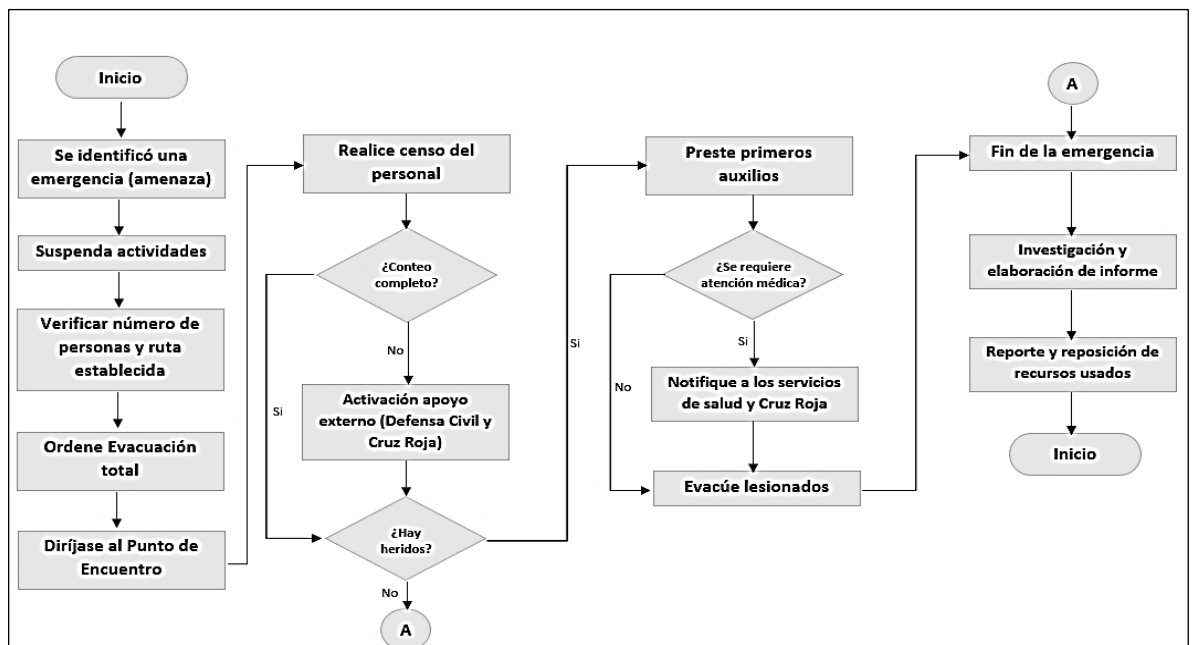 Inicio
Se identificó una
emergencia (amenaza)
Suspenda actividades
Verificar número de
personas y ruta
establecida
Ordene Evacuación
total
Diríjase al Punto de
Encuentro
Realice censo del
personal
¿Conteo
completo?
No
Si
Activación apoyo
externo (Defensa Civil y
Cruz Roja)
¿Hay
heridos?
No
A
Si
Preste primeros
auxilios
¿Se requiere
atención médica?
Si
No
Notifique a los servicios
de salud y Cruz Roja
Evacúe lesionados
A
Fin de la emergencia
Investigación y
elaboración de informe
Reporte y reposición de
recursos usados
Inicio